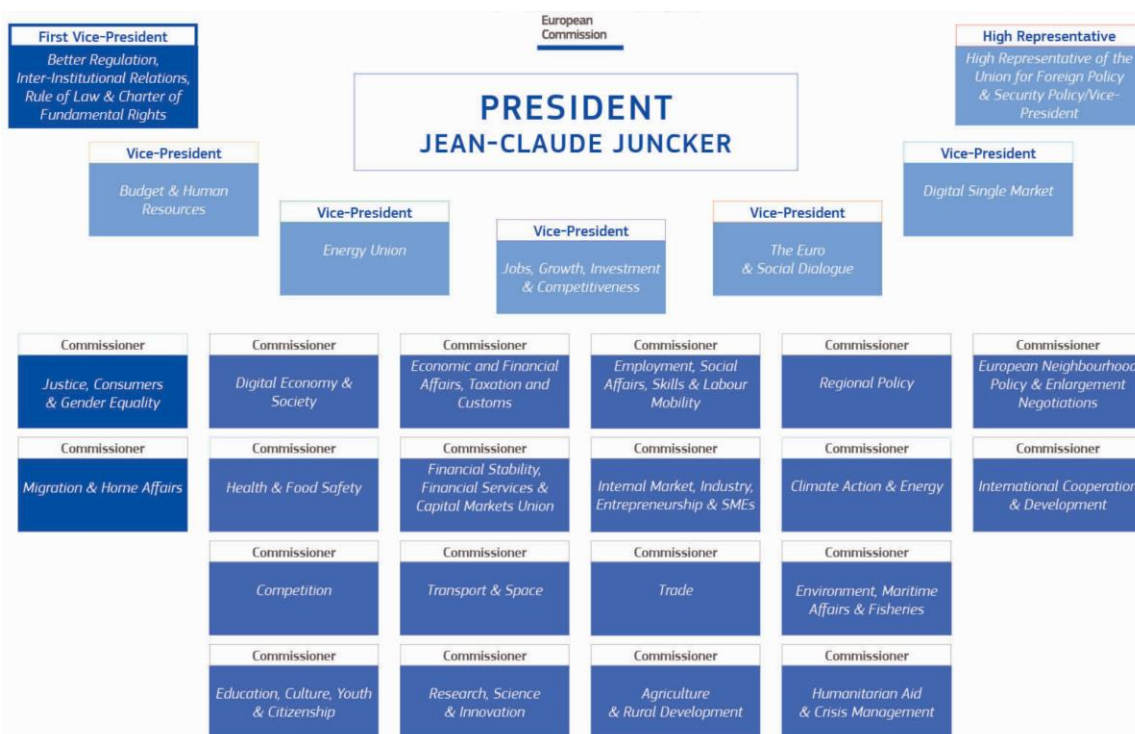 European
Commission
First Vice-President
Better Regulation,
Inter-Institutional Relations,
Rule of Law & Charter of
Fundamental Rights
PRESIDENT
JEAN-CLAUDE JUNCKER
High Representative
High Representative of the
Union for Foreign Policy
& Security Policy/Vice-
President
Vice-President
Budget & Human
Resources
Vice-President
Energy Union
Vice-President
Jobs, Growth, Investment
& Competitiveness
Vice-President
The Euro
& Social Dialogue
Vice-President
Digital Single Market
Commissioner
Justice, Consumers
& Gender Equality
Commissioner
Digital Economy &
Society
Commissioner
Economic and Financial
Affairs, Taxation and
Customs
Commissioner
Employment, Social
Affairs, Skills & Labour
Mobility
Commissioner
Regional Policy
Commissioner
European Neighbourhood
Policy & Enlargement
Negotiations
Commissioner
Migration & Home Affairs
Commissioner
Health & Food Safety
Commissioner
Financial Stability,
Financial Services &
Capital Markets Union
Commissioner
Internal Market, Industry,
Entrepreneurship & SMEs
Commissioner
Climate Action & Energy
Commissioner
International Cooperation
& Development
Commissioner
Competition
Commissioner
Transport & Space
Commissioner
Trade
Commissioner
Environment, Maritime
Affairs & Fisheries
Commissioner
Education, Culture, Youth
& Citizenship
Commissioner
Research, Science
& Innovation
Commissioner
Agriculture
& Rural Development
Commissioner
Humanitarian Aid
& Crisis Management